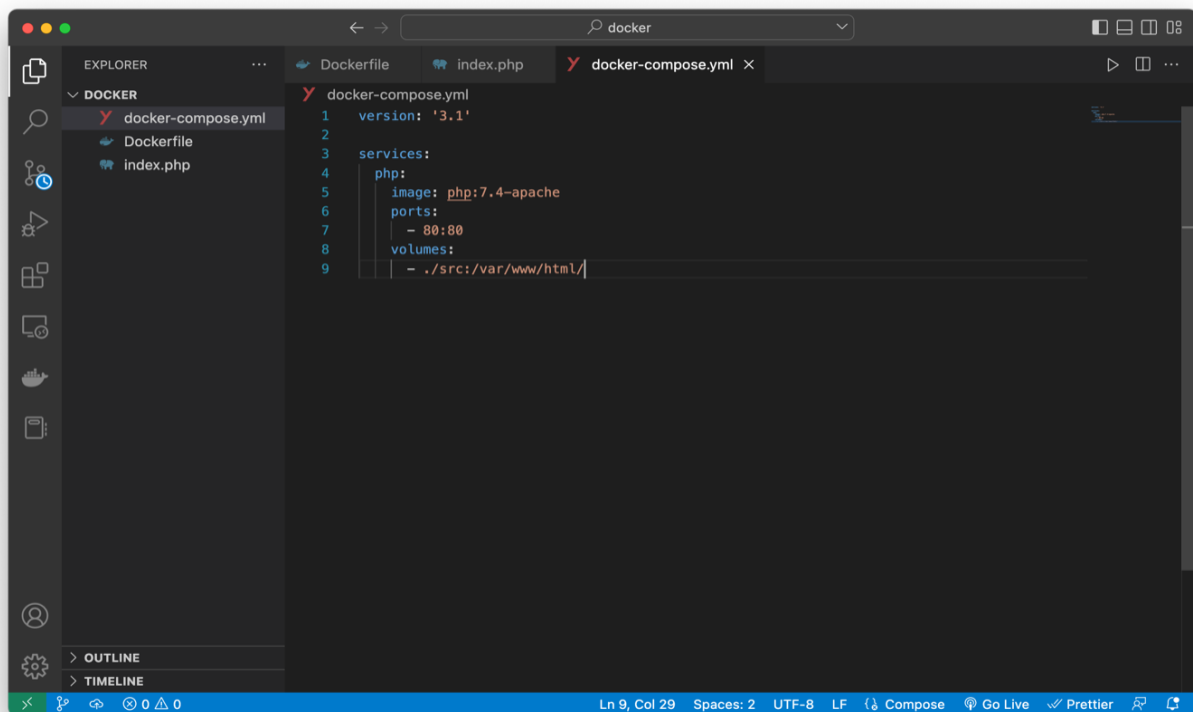 docker
EXPLORER
DOCKER
docker-compose.yml
Dockerfile
index.php
OUTLINE
TIMELINE
Dockerfile
index.php
docker-compose.yml
docker-compose.yml
1 version: '3.1'
2
3 services:
4 php:
5 image: php:7.4-apache
6 ports:
7 - 80:80
8 volumes:
9 - ./src:/var/www/html/
0 0
Ln 9, Col 29 Spaces: 2 UTF-8 LF Compose Go Live Prettier